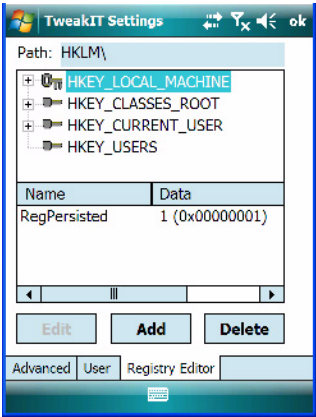 TweakIT Settings ok
Path: HKLM\
HKEY_LOCAL_MACHINE
HKEY_CLASSES_ROOT
HKEY_CURRENT_USER
HKEY_USERS
Name Data
RegPersisted 1 (0x00000001)
Edit Add Delete
Advanced User Registry Editor